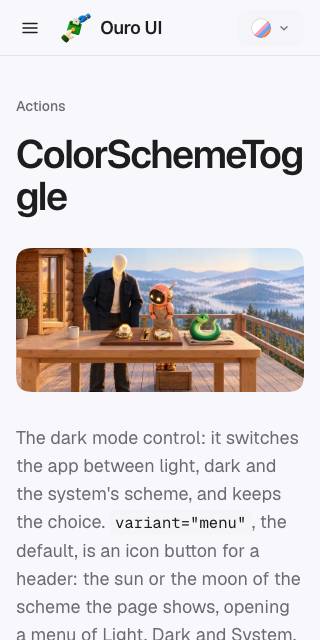 Ouro UI
Actions
ColorSchemeTog
gle
The dark mode control: it switches
the app between light, dark and
the system's scheme, and keeps
the choice. variant="menu" , the
default, is an icon button for a
header: the sun or the moon of the
scheme the page shows, opening
a menu of Light, Dark and System.